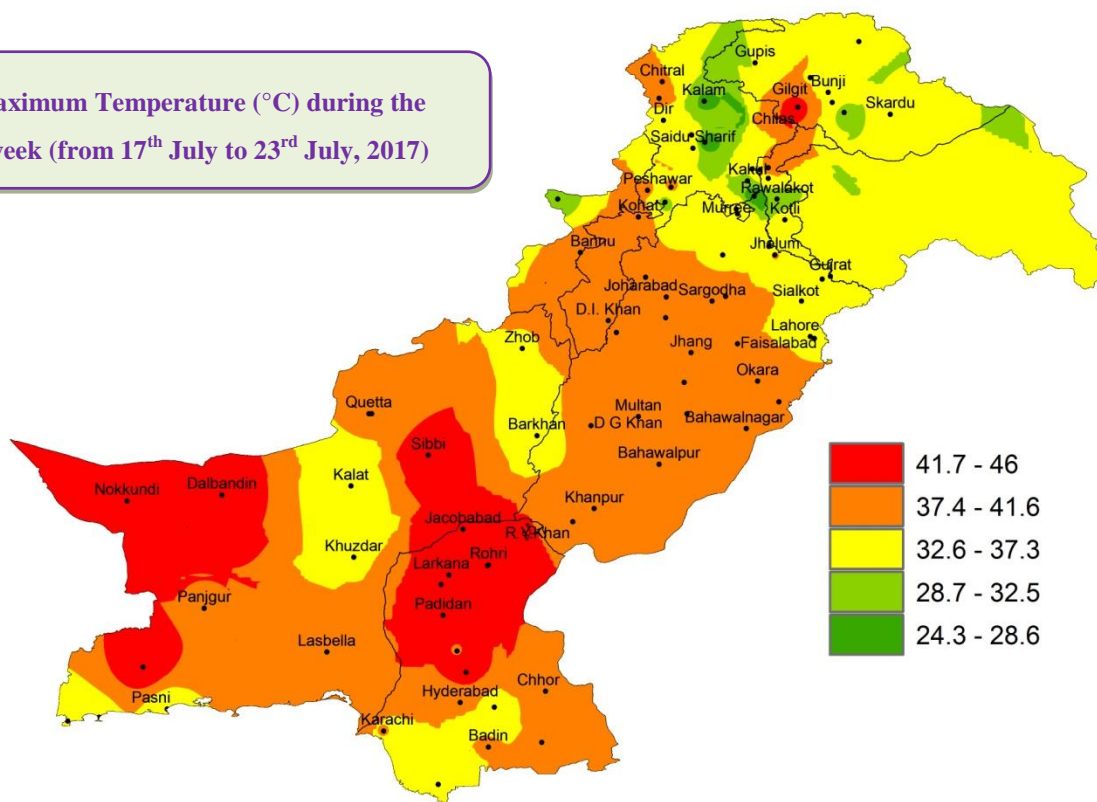 aximum Temperature (°C) during the
week (from 17th July to 23rd July, 2017)
Gupis
Chitral
Bunji
Gilgit
Kalam
Skardu
Dir
Chilas
Saidu Sharif
Kakul
Peshawar
Rawalakot
Kohat
Murree
Kotli
Bannu
Jhelum
Gujrat
Joharabad
Sargodha
Sialkot
D.I. Khan
Lahore
Zhob
Jhang
Faisalabad
Okara
Quetta
Multan
Barkhan
D G Khan
Bahawalnagar
Sibbi
Bahawalpur
Kalat
Nokkundi
Dalbandin
Khanpur
Jacobabad
R.Y.Khan
Khuzdar
Larkana
Rohri
Panjgur
Padidan
Lasbella
Pasni
Hyderabad
Chhor
Karachi
Badin
41.7 - 46
37.4 - 41.6
32.6 - 37.3
28.7 - 32.5
24.3 - 28.6